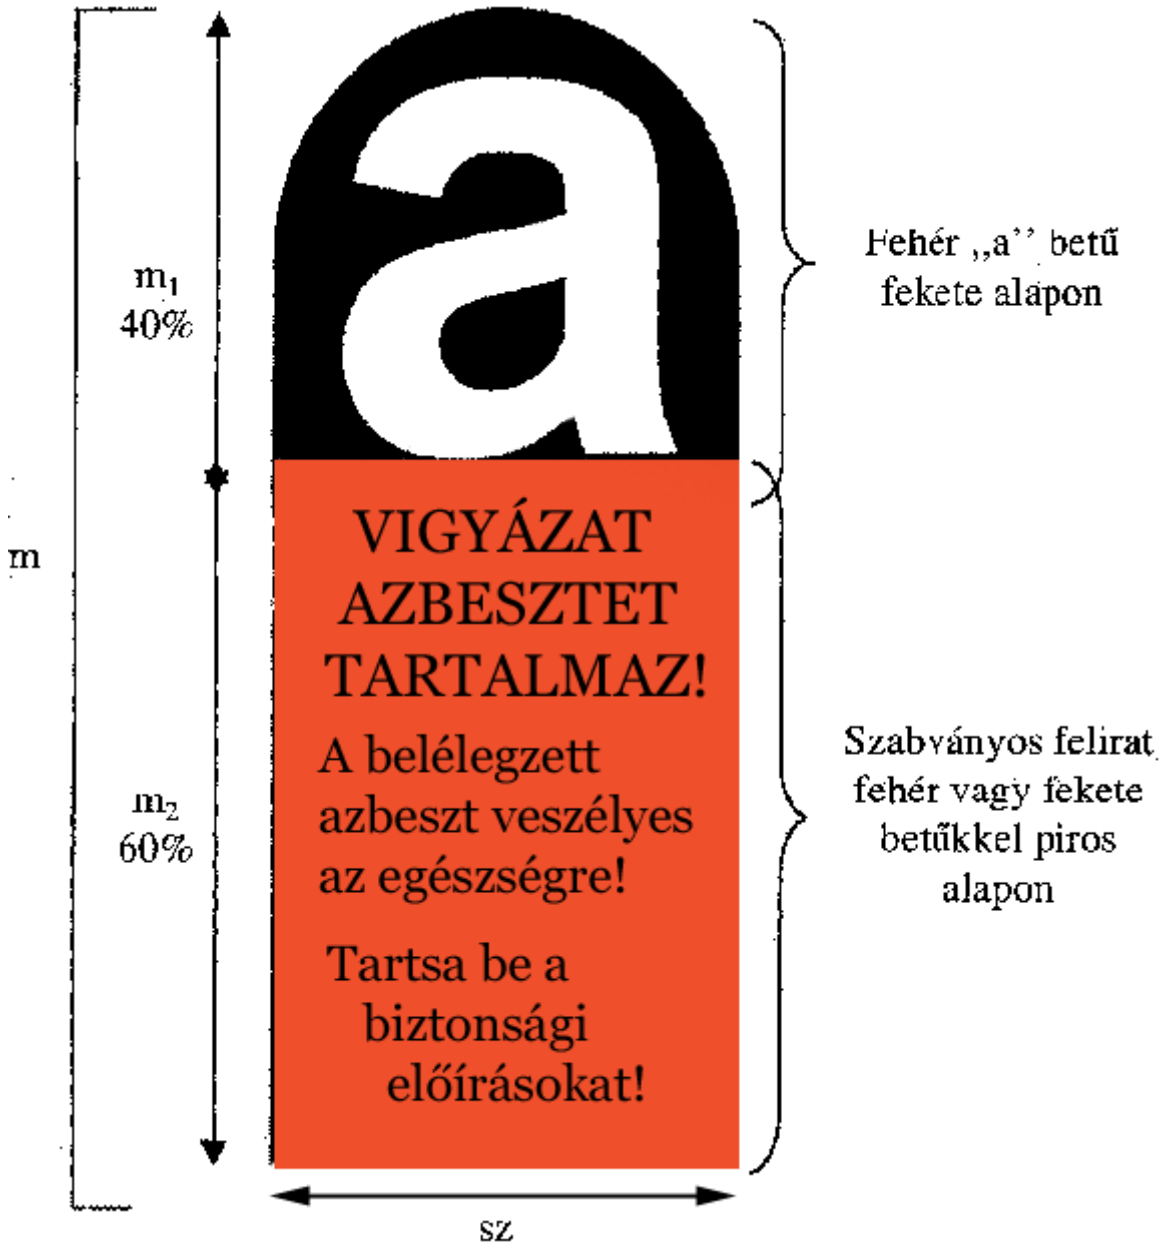 a
Fehér „a” betű
fekete alapon
m₁
40%
m
VIGYÁZAT
AZBESZTET
TARTALMAZ!
A belélegzett
azbeszt veszélyes
az egészségre!
Tartsa be a
biztonsági
előírásokat!
m₂
60%
Szabványos felirat
fehér vagy fekete
betűkkel piros
alapon
sz